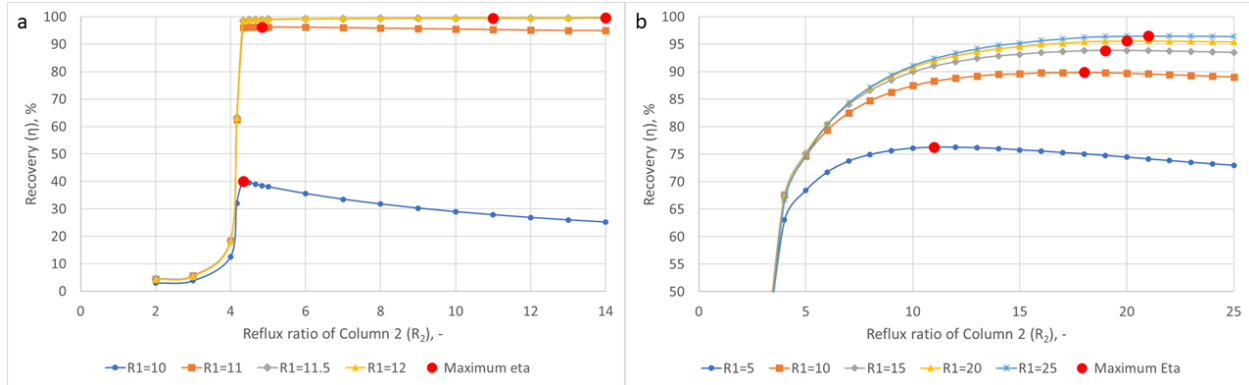 a
100
90
80
70
60
50
40
30
20
10
0
Recovery (η), %
0 2 4 6 8 10 12 14
Reflux ratio of Column 2 (R₂), -
R1=10 R1=11 R1=11.5 R1=12 Maximum eta
b
100
95
90
85
80
75
70
65
60
55
50
Recovery (η), %
0 5 10 15 20 25
Reflux ratio of Column 2 (R₂), -
R1=5 R1=10 R1=15 R1=20 R1=25 Maximum Eta